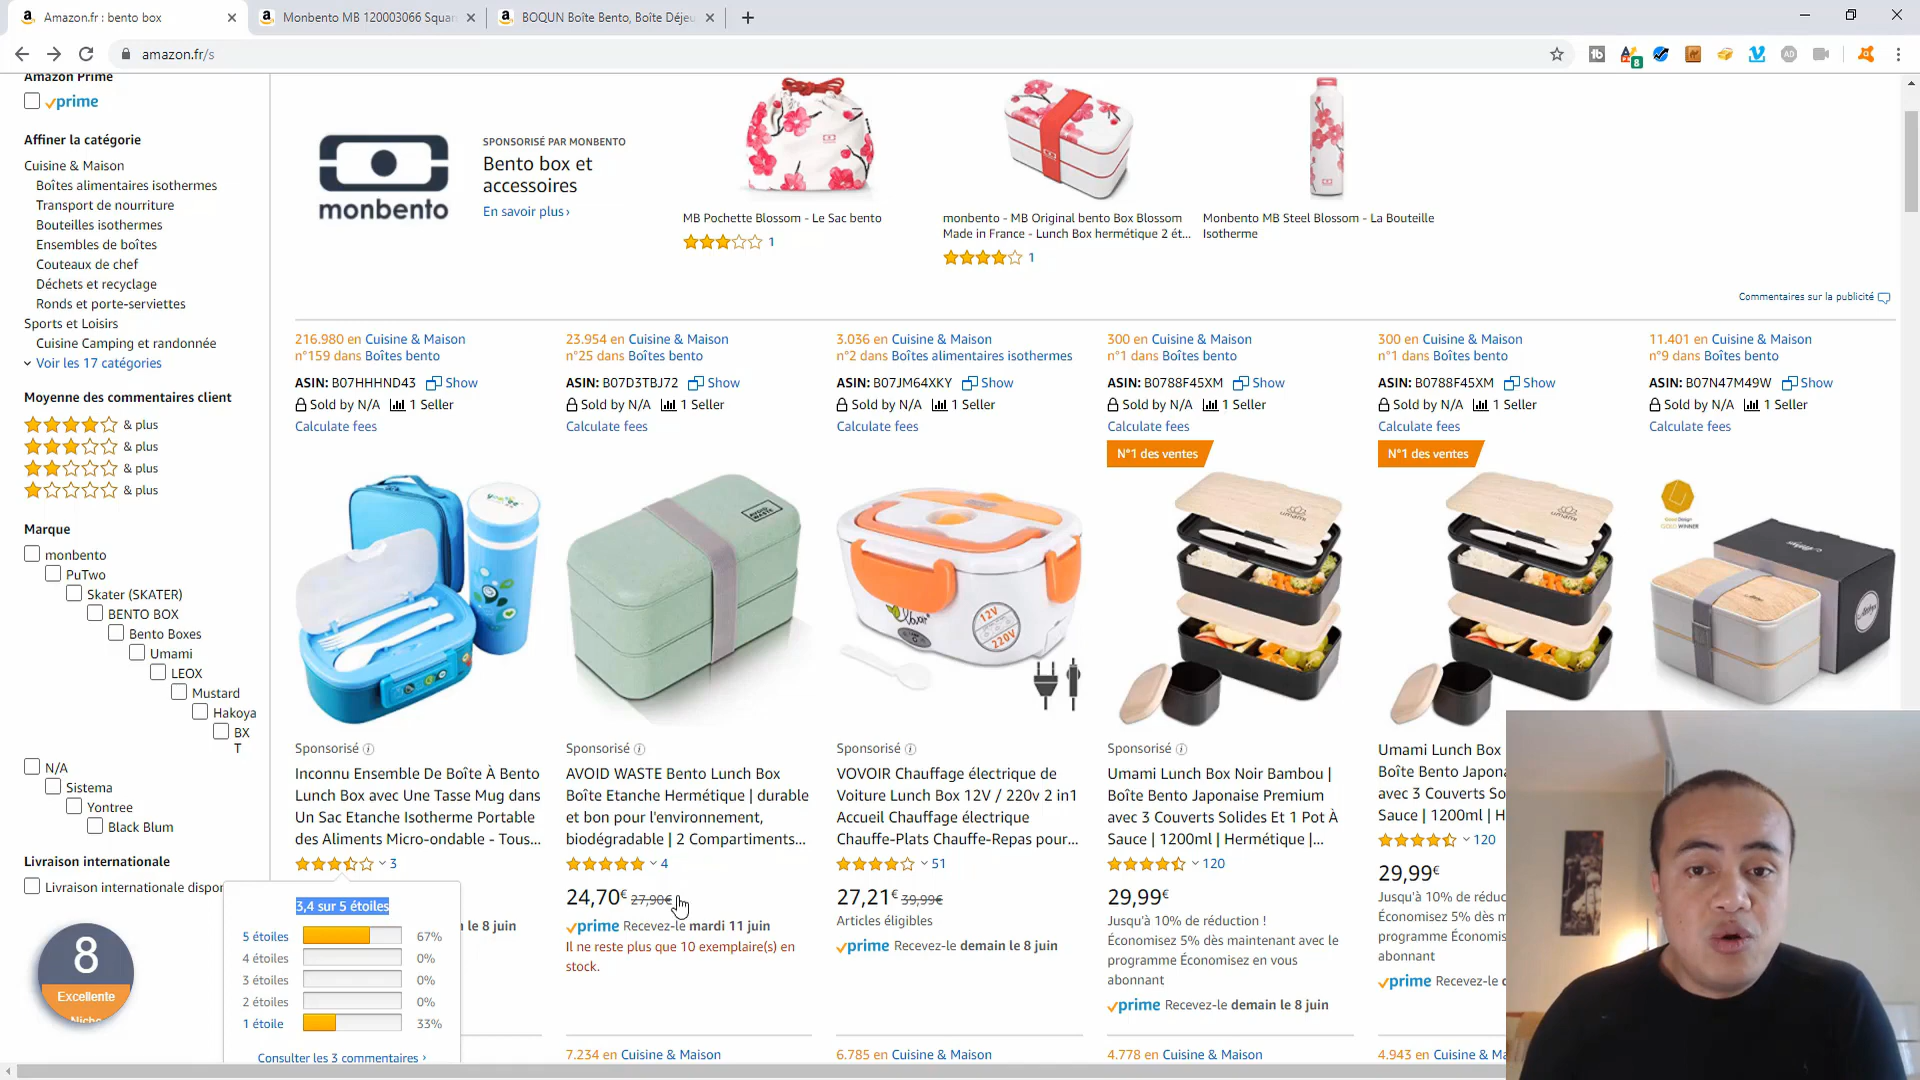 Amazon.fr : bento box
Monbento MB 120003066 Squar
BOQUN Boîte Bento, Boîte Déjeu
amazon.fr/s
Amazon Prime
prime
Affiner la catégorie
Cuisine & Maison
Boîtes alimentaires isothermes
Transport de nourriture
Bouteilles isothermes
Ensembles de boîtes
Couteaux de chef
Déchets et recyclage
Ronds et porte-serviettes
Sports et Loisirs
Cuisine Camping et randonnée
Voir les 17 catégories
Moyenne des commentaires client
& plus
& plus
& plus
& plus
Marque
monbento
PuTwo
Skater (SKATER)
BENTO BOX
Bento Boxes
Umami
LEOX
Mustard
Hakoya
BX
T
N/A
Sistema
Yontree
Black Blum
Livraison internationale
Livraison internationale dispon
8
Excellente
Niche
monbento
SPONSORISÉ PAR MONBENTO
Bento box et
accessoires
En savoir plus›
MB Pochette Blossom - Le Sac bento
1
monbento - MB Original bento Box Blossom
Made in France - Lunch Box hermétique 2 ét...
1
Monbento MB Steel Blossom - La Bouteille
Isotherme
Commentaires sur la publicité
216.980 en Cuisine & Maison
n°159 dans Boîtes bento
ASIN: B07HHHND43 Show
Sold by N/A 1 Seller
Calculate fees
Sponsorisé
Inconnu Ensemble De Boîte À Bento
Lunch Box avec Une Tasse Mug dans
Un Sac Etanche Isotherme Portable
des Aliments Micro-ondable - Tous...
3
l le 8 juin
3,4 sur 5 étoiles
5 étoiles 67%
4 étoiles 0%
3 étoiles 0%
2 étoiles 0%
1 étoile 33%
Consulter les 3 commentaires ›
23.954 en Cuisine & Maison
n°25 dans Boîtes bento
ASIN: B07D3TBJ72 Show
Sold by N/A 1 Seller
Calculate fees
AVOID
WASTE
Sponsorisé
AVOID WASTE Bento Lunch Box
Boîte Etanche Hermétique | durable
et bon pour l'environnement,
biodégradable | 2 Compartiments...
4
24,70€ 27,90€
prime Recevez-le mardi 11 juin
Il ne reste plus que 10 exemplaire(s) en
stock.
7.234 en Cuisine & Maison
3.036 en Cuisine & Maison
n°2 dans Boîtes alimentaires isothermes
ASIN: B07JM64XKY Show
Sold by N/A 1 Seller
Calculate fees
12V
220V
Sponsorisé
VOVOIR Chauffage électrique de
Voiture Lunch Box 12V / 220v 2 in1
Accueil Chauffage électrique
Chauffe-Plats Chauffe-Repas pour...
51
27,21€ 39,99€
Articles éligibles
prime Recevez-le demain le 8 juin
6.785 en Cuisine & Maison
300 en Cuisine & Maison
n°1 dans Boîtes bento
ASIN: B0788F45XM Show
Sold by N/A 1 Seller
Calculate fees
N°1 des ventes
umami
Sponsorisé
Umami Lunch Box Noir Bambou |
Boîte Bento Japonaise Premium
avec 3 Couverts Solides Et 1 Pot À
Sauce | 1200ml | Hermétique |...
120
29,99€
Jusqu'à 10% de réduction !
Économisez 5% dès maintenant avec le
programme Économisez en vous
abonnant
prime Recevez-le demain le 8 juin
4.778 en Cuisine & Maison
300 en Cuisine & Maison
n°1 dans Boîtes bento
ASIN: B0788F45XM Show
Sold by N/A 1 Seller
Calculate fees
N°1 des ventes
umami
Umami Lunch Box
Boîte Bento Japon
avec 3 Couverts So
Sauce | 1200ml | H
120
29,99€
Jusqu'à 10% de réduc
Économisez 5% dès m
programme Économis
abonnant
prime Recevez-le d
4.943 en Cuisine & Ma
11.401 en Cuisine & Maison
n°9 dans Boîtes bento
ASIN: B07N47M49W Show
Sold by N/A 1 Seller
Calculate fees